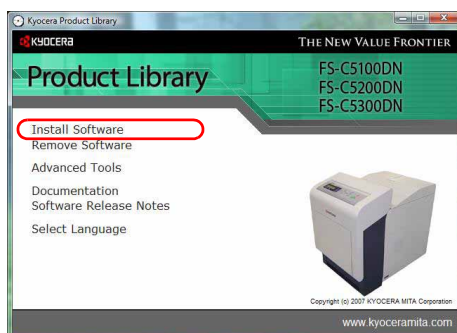 Kyocera Product Library
KYOCERA
THE NEW VALUE FRONTIER
Product Library
FS-C5100DN
FS-C5200DN
FS-C5300DN
Install Software
Remove Software
Advanced Tools
Documentation
Software Release Notes
Select Language
Copyright (c) 2007 KYOCERA MITA Corporation
www.kyoceramita.com